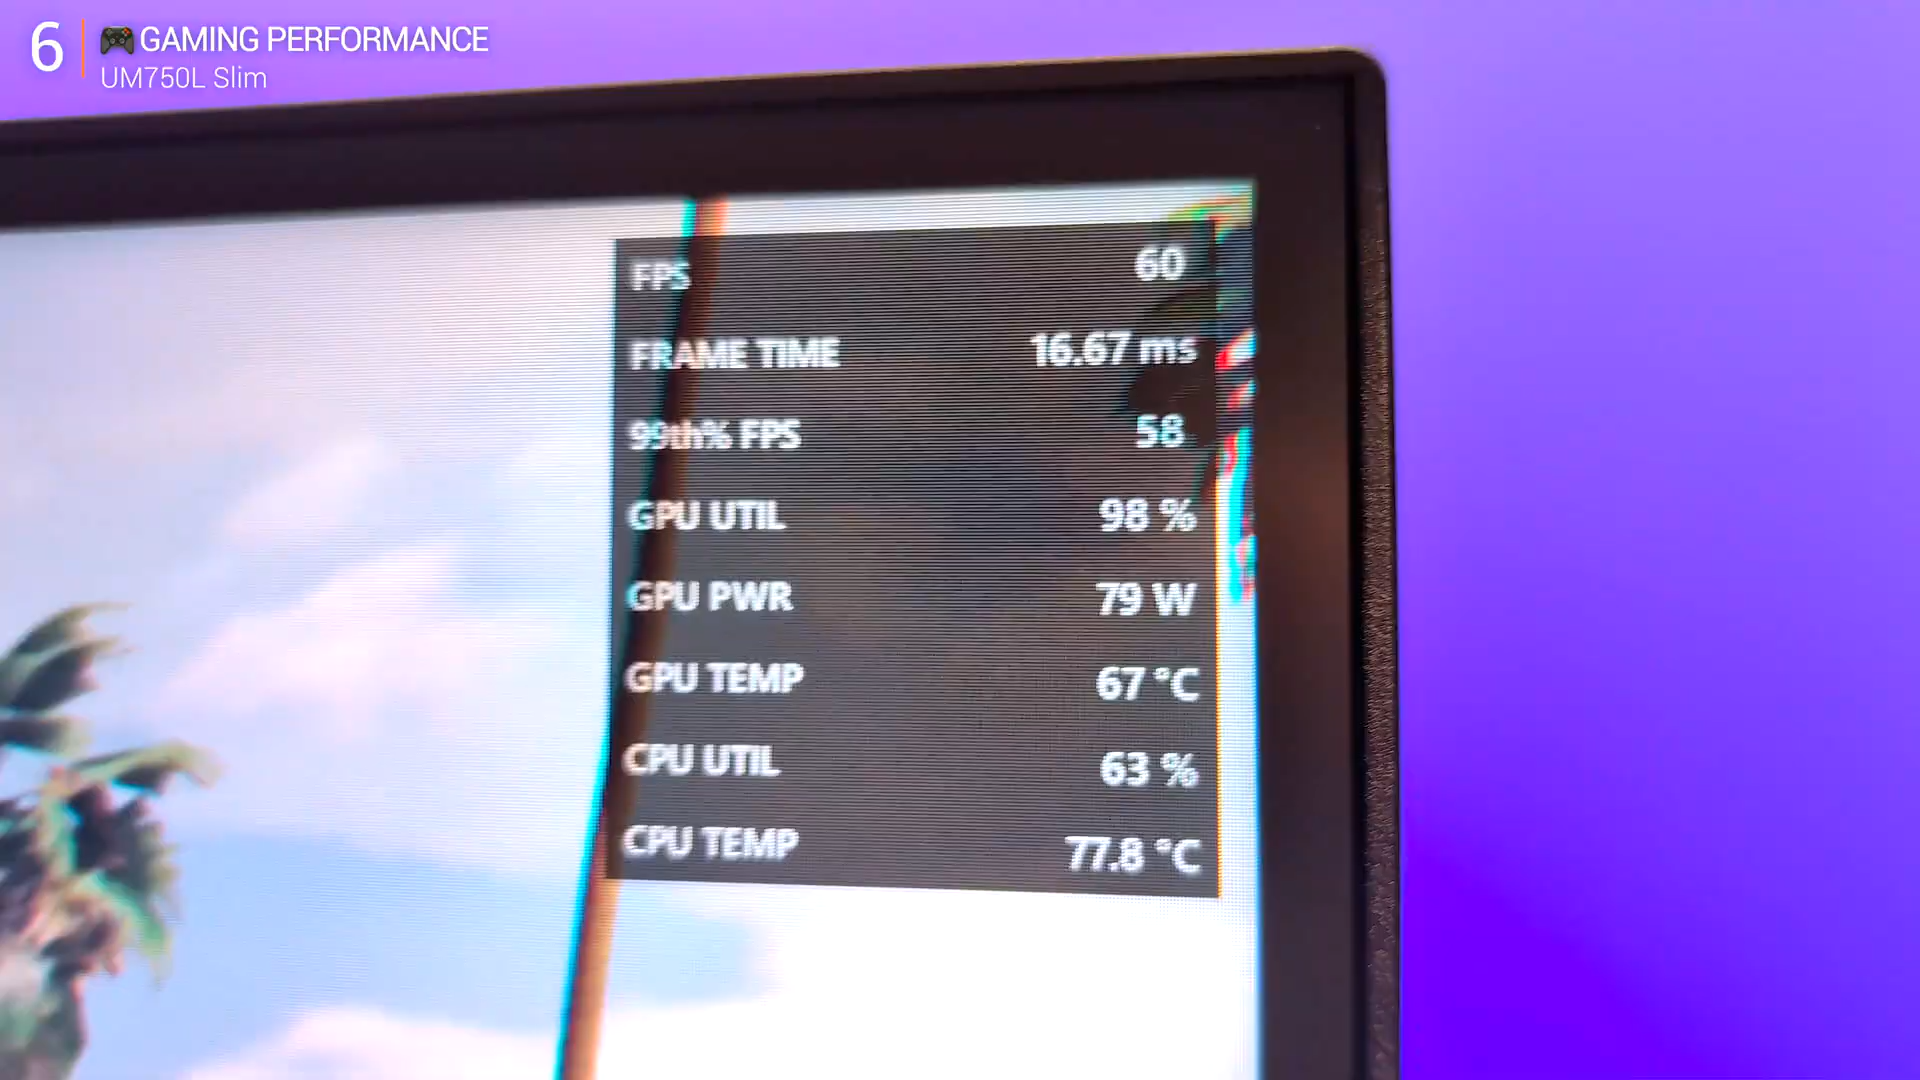 6
🎮 GAMING PERFORMANCE
UM750L Slim
FPS 60
FRAME TIME 16.67 ms
99th% FPS 58
GPU UTIL 98 %
GPU PWR 79 W
GPU TEMP 67 °C
CPU UTIL 63 %
CPU TEMP 77.8 °C